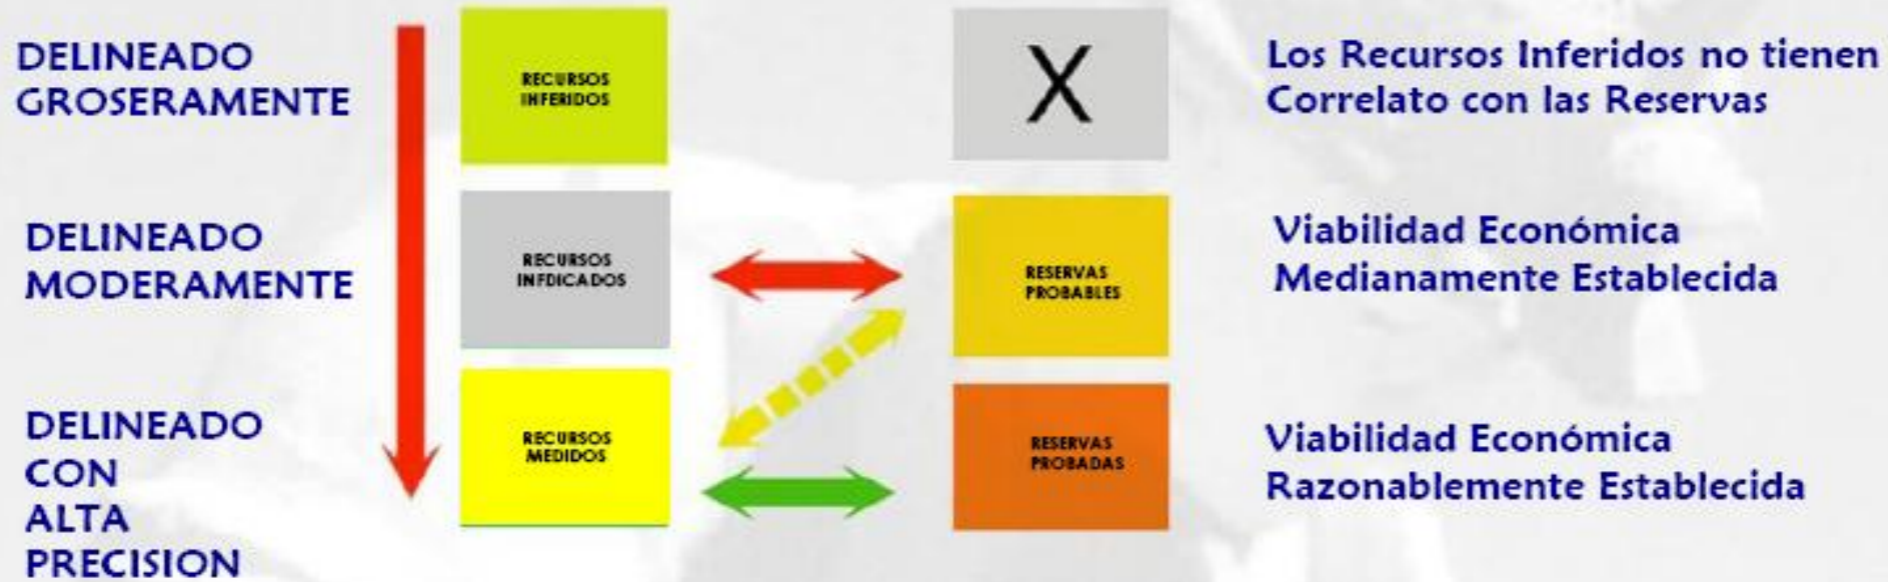 DELINEADO
GROSERAMENTE
RECURSOS
INFERIDOS
X
Los Recursos Inferidos no tienen
Correlato con las Reservas
DELINEADO
MODERAMENTE
RECURSOS
INFDICADOS
RESERVAS
PROBABLES
Viabilidad Económica
Medianamente Establecida
DELINEADO
CON
ALTA
PRECISION
RECURSOS
MEDIDOS
RESERVAS
PROBADAS
Viabilidad Económica
Razonablemente Establecida